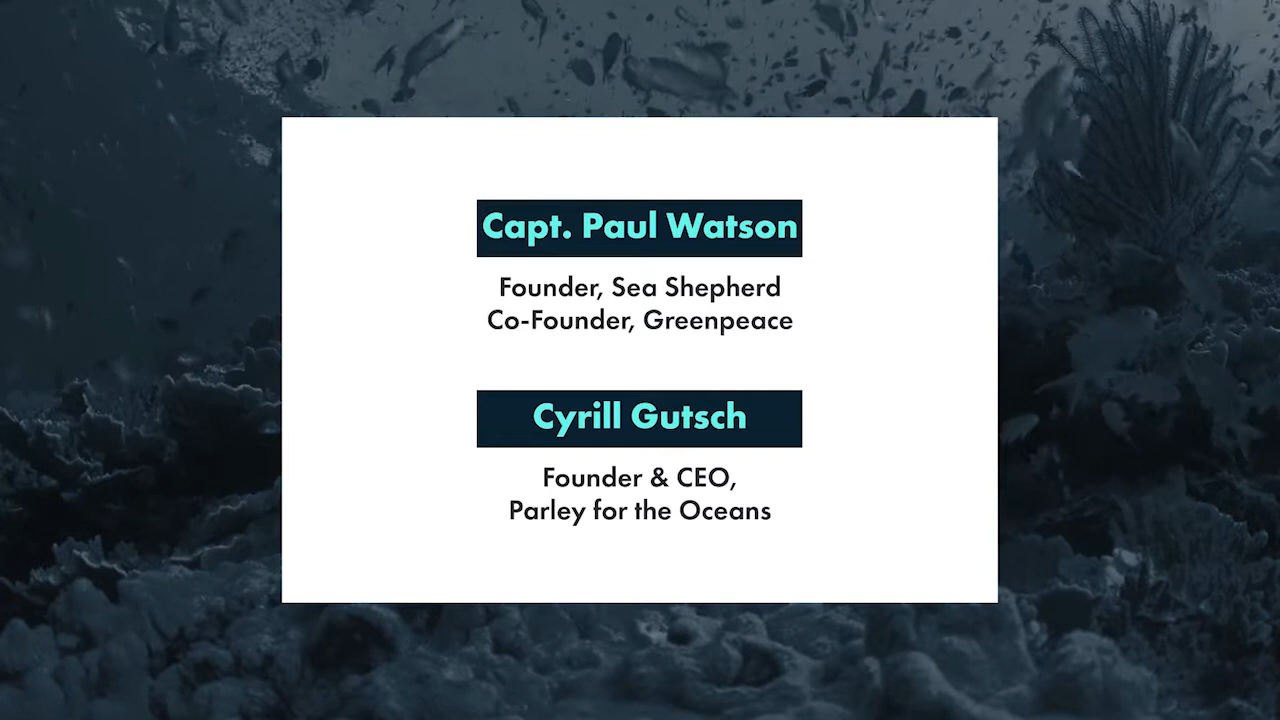 Capt. Paul Watson
Founder, Sea Shepherd
Co-Founder, Greenpeace
Cyrill Gutsch
Founder & CEO,
Parley for the Oceans